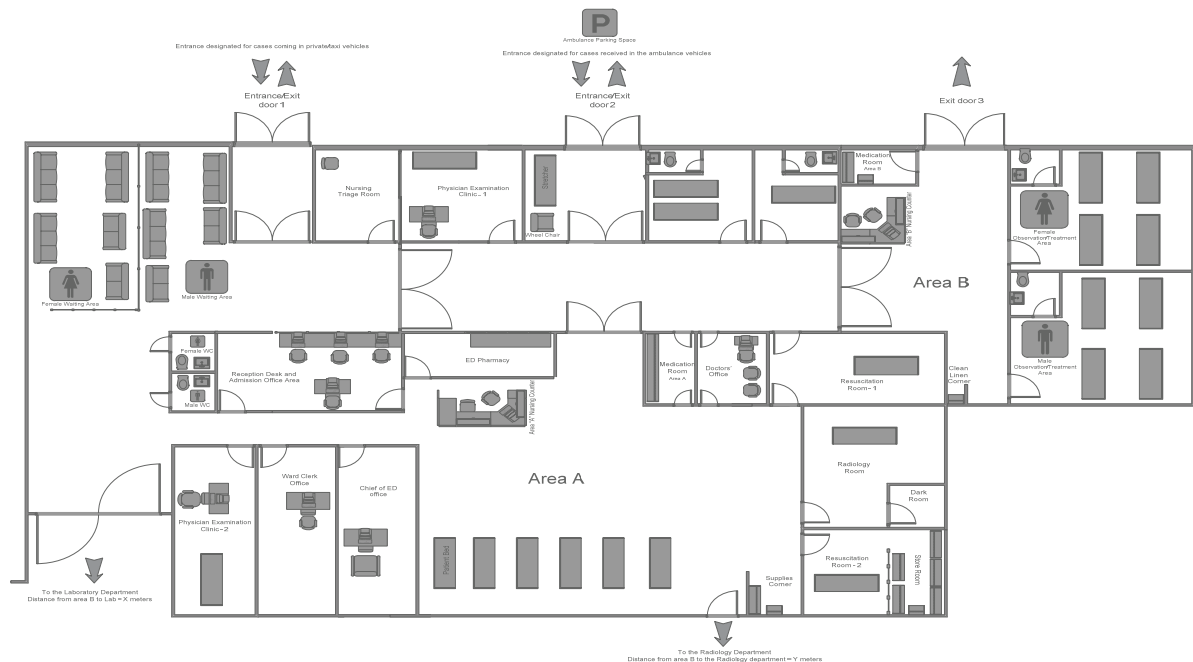 P
Ambulance Parking Space
Entrance designated for cases coming in private/taxi vehicles
Entrance designated for cases received in the ambulance vehicles
Entrance/Exit
door 1
Entrance/Exit
door 2
Exit door 3
Nursing
Triage Room
Physician Examination
Clinic - 1
Stretcher
Wheel Chair
Medication
Room
Area B
Area 'B' Nursing Counter
Female
Observation/Treatment
Area
Female Waiting Area
Male Waiting Area
Area B
Male
Observation/Treatment
Area
Female WC
Male WC
Reception Desk and
Admission Office Area
ED Pharmacy
Area 'A' Nursing Counter
Medication
Room
Area A
Doctors'
Office
Resuscitation
Room - 1
Clean
Linen
Corner
Area A
Radiology
Room
Dark
Room
Physician Examination
Clinic - 2
Ward Clerk
Office
Chief of ED
office
Patient Bed
Supplies
Corner
Resuscitation
Room - 2
Store Room
To the Laboratory Department
Distance from area B to Lab = X meters
To the Radiology Department
Distance from area B to the Radiology department = Y meters